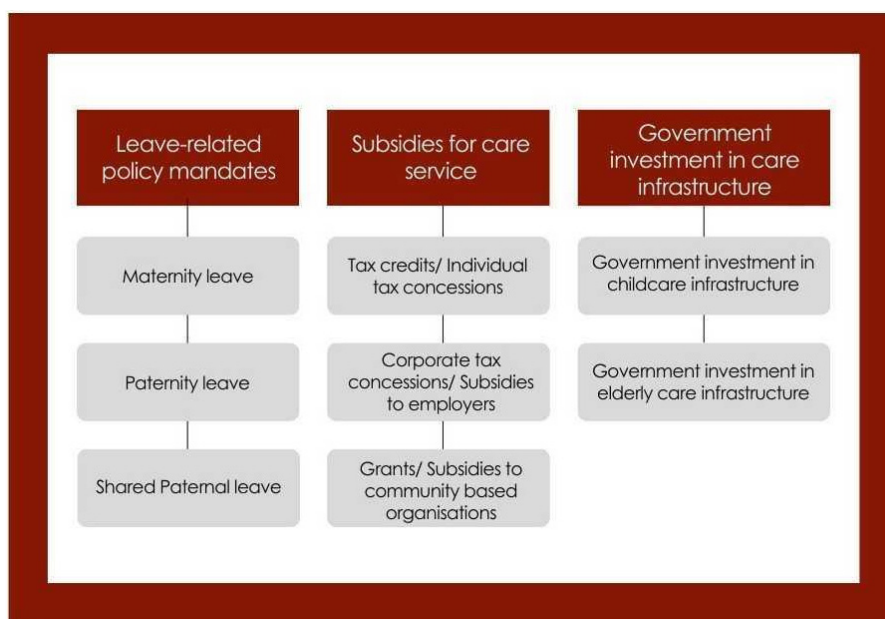 Leave-related
policy mandates
Maternity leave
Paternity leave
Shared Paternal leave
Subsidies for care
service
Tax credits/ Individual
tax concessions
Corporate tax
concessions/ Subsidies
to employers
Grants/ Subsidies to
community based
organisations
Government
investment in care
infrastructure
Government investment in
childcare infrastructure
Government investment in
elderly care infrastructure